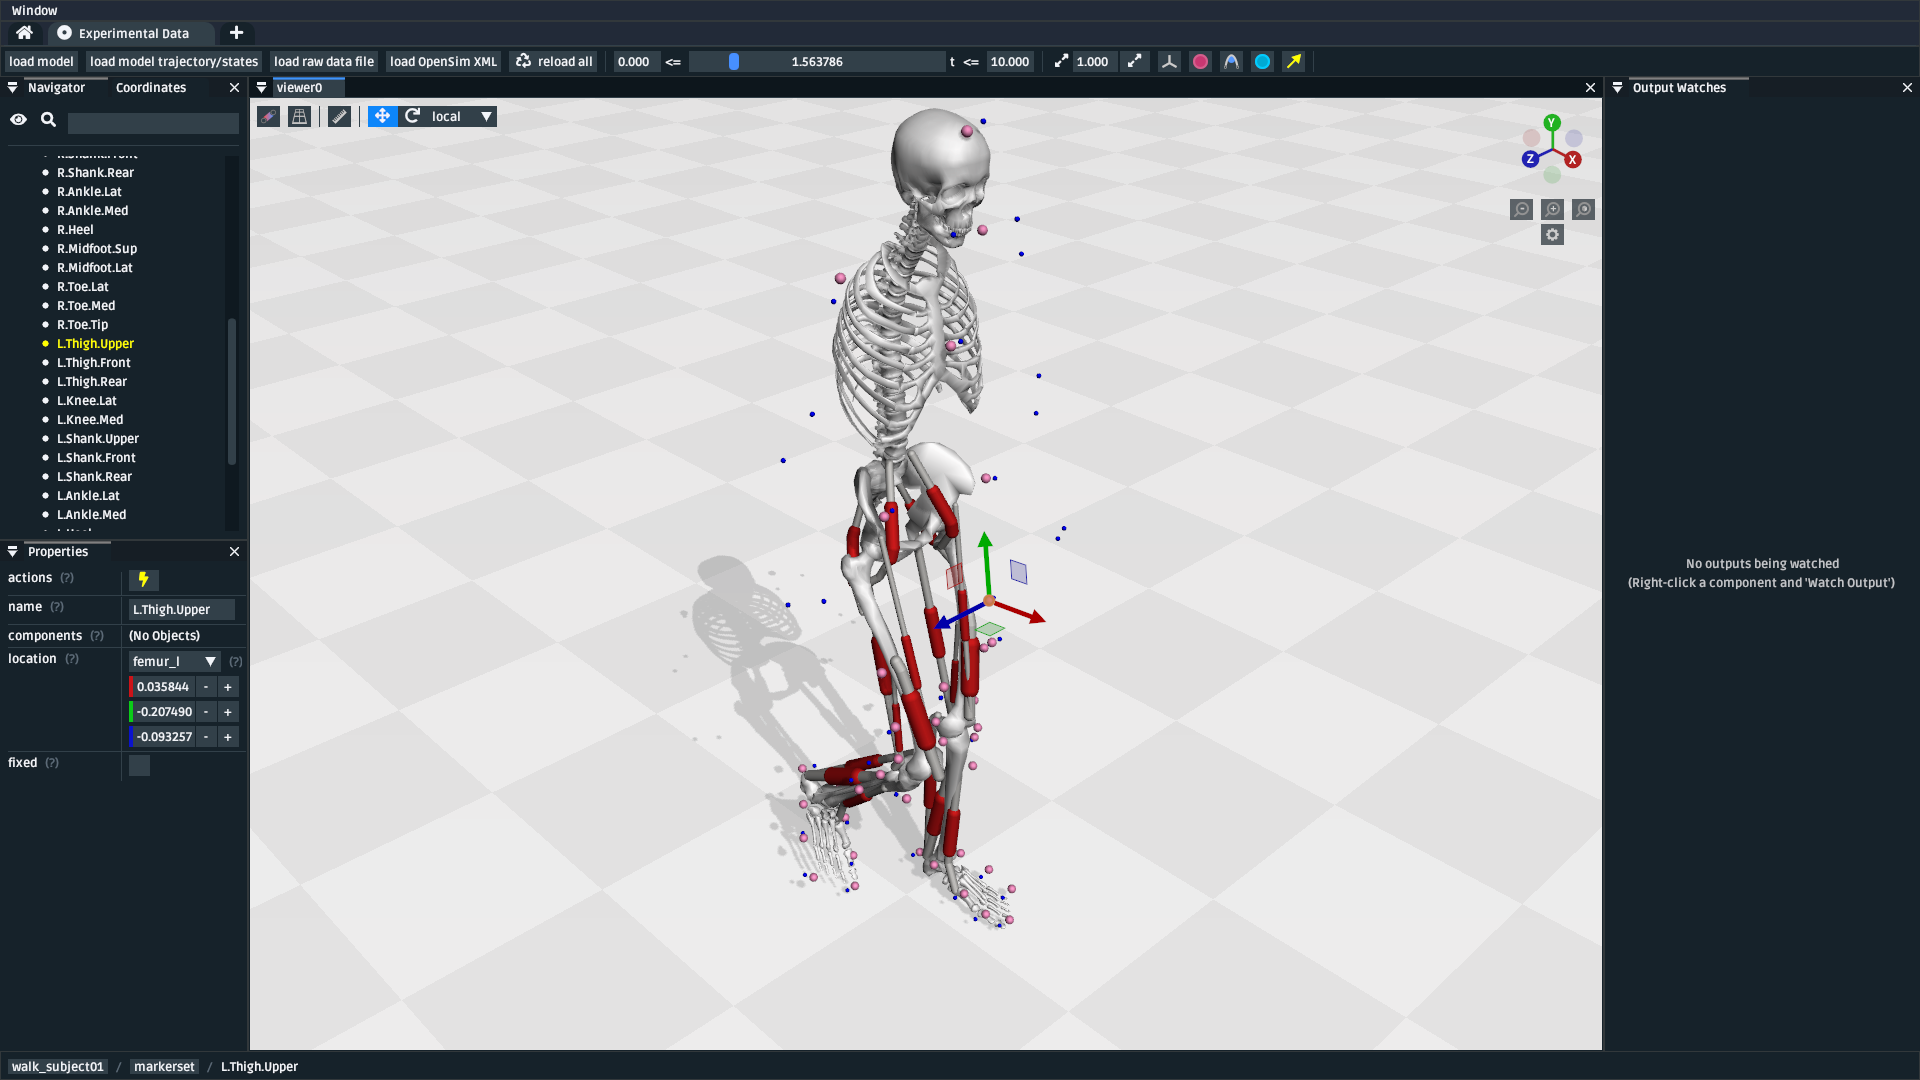 Window
Experimental Data
load model
load model trajectory/states
load raw data file
load OpenSim XML
reload all
0.000
<=
1.563786
t <=
10.000
1.000
Navigator
Coordinates
viewer0
Output Watches
local
Y
Z
X
R.Shank.Front
R.Shank.Rear
R.Ankle.Lat
R.Ankle.Med
R.Heel
R.Midfoot.Sup
R.Midfoot.Lat
R.Toe.Lat
R.Toe.Med
R.Toe.Tip
L.Thigh.Upper
L.Thigh.Front
L.Thigh.Rear
L.Knee.Lat
L.Knee.Med
L.Shank.Upper
L.Shank.Front
L.Shank.Rear
L.Ankle.Lat
L.Ankle.Med
Properties
actions (?)
name (?) L.Thigh.Upper
components (?) (No Objects)
location (?) femur_l (?)
0.035844 - +
-0.207490 - +
-0.093257 - +
fixed (?)
No outputs being watched
(Right-click a component and 'Watch Output')
walk_subject01 / markerset / L.Thigh.Upper